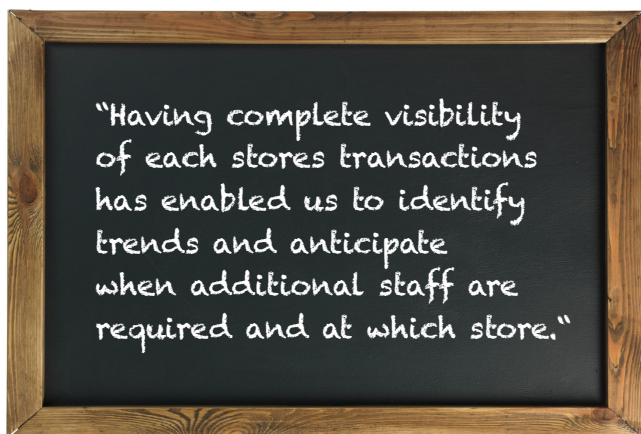 “Having complete visibility
of each stores transactions
has enabled us to identify
trends and anticipate
when additional staff are
required and at which store.“